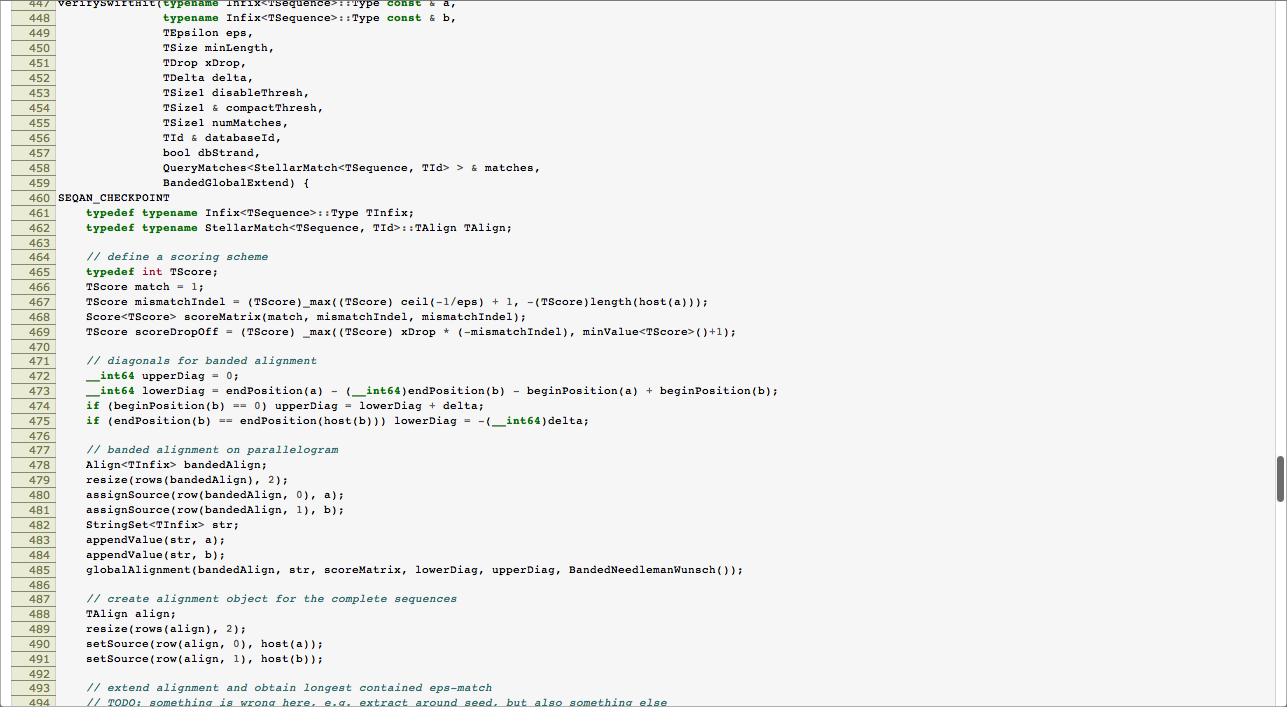 447 verifySwiftHit(typename Infix<TSequence>::Type const & a,
448 typename Infix<TSequence>::Type const & b,
449 TEpsilon eps,
450 TSize minLength,
451 TDrop xDrop,
452 TDelta delta,
453 TSize1 disableThresh,
454 TSize1 & compactThresh,
455 TSize1 numMatches,
456 TId & databaseId,
457 bool dbStrand,
458 QueryMatches<StellarMatch<TSequence, TId> > & matches,
459 BandedGlobalExtend) {
460 SEQAN_CHECKPOINT
461 typedef typename Infix<TSequence>::Type TInfix;
462 typedef typename StellarMatch<TSequence, TId>::TAlign TAlign;
463
464 // define a scoring scheme
465 typedef int TScore;
466 TScore match = 1;
467 TScore mismatchIndel = (TScore)_max((TScore) ceil(-1/eps) + 1, -(TScore)length(host(a)));
468 Score<TScore> scoreMatrix(match, mismatchIndel, mismatchIndel);
469 TScore scoreDropOff = (TScore) _max((TScore) xDrop * (-mismatchIndel), minValue<TScore>()+1);
470
471 // diagonals for banded alignment
472 __int64 upperDiag = 0;
473 __int64 lowerDiag = endPosition(a) - (__int64)endPosition(b) - beginPosition(a) + beginPosition(b);
474 if (beginPosition(b) == 0) upperDiag = lowerDiag + delta;
475 if (endPosition(b) == endPosition(host(b))) lowerDiag = -(__int64)delta;
476
477 // banded alignment on parallelogram
478 Align<TInfix> bandedAlign;
479 resize(rows(bandedAlign), 2);
480 assignSource(row(bandedAlign, 0), a);
481 assignSource(row(bandedAlign, 1), b);
482 StringSet<TInfix> str;
483 appendValue(str, a);
484 appendValue(str, b);
485 globalAlignment(bandedAlign, str, scoreMatrix, lowerDiag, upperDiag, BandedNeedlemanWunsch());
486
487 // create alignment object for the complete sequences
488 TAlign align;
489 resize(rows(align), 2);
490 setSource(row(align, 0), host(a));
491 setSource(row(align, 1), host(b));
492
493 // extend alignment and obtain longest contained eps-match
494 // TODO: something is wrong here, e.g. extract around seed, but also something else